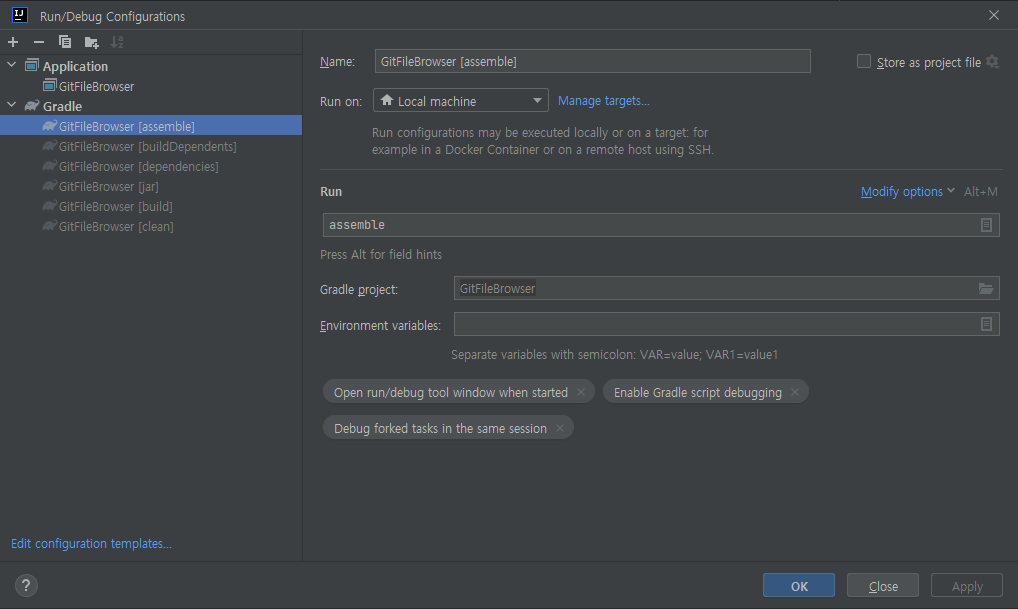 IJ Run/Debug Configurations
Application
GitFileBrowser
Gradle
GitFileBrowser [assemble]
GitFileBrowser [buildDependents]
GitFileBrowser [dependencies]
GitFileBrowser [jar]
GitFileBrowser [build]
GitFileBrowser [clean]
Edit configuration templates...
Name: GitFileBrowser [assemble] Store as project file
Run on: Local machine Manage targets...
Run configurations may be executed locally or on a target: for
example in a Docker Container or on a remote host using SSH.
Run Modify options Alt+M
assemble
Press Alt for field hints
Gradle project: GitFileBrowser
Environment variables:
Separate variables with semicolon: VAR=value; VAR1=value1
Open run/debug tool window when started × Enable Gradle script debugging ×
Debug forked tasks in the same session ×
? OK Close Apply